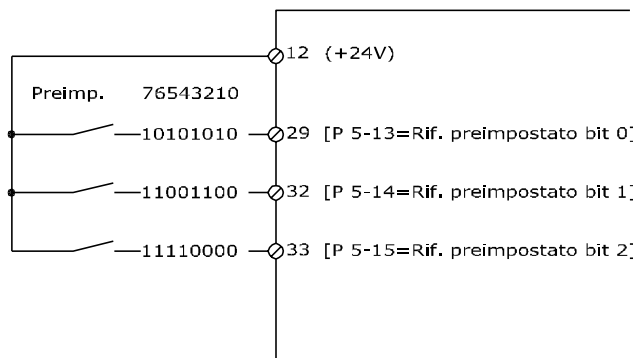 12 (+24V)
Preimp. 76543210
10101010 29 [P 5-13=Rif. preimpostato bit 0]
11001100 32 [P 5-14=Rif. preimpostato bit 1]
11110000 33 [P 5-15=Rif. preimpostato bit 2]